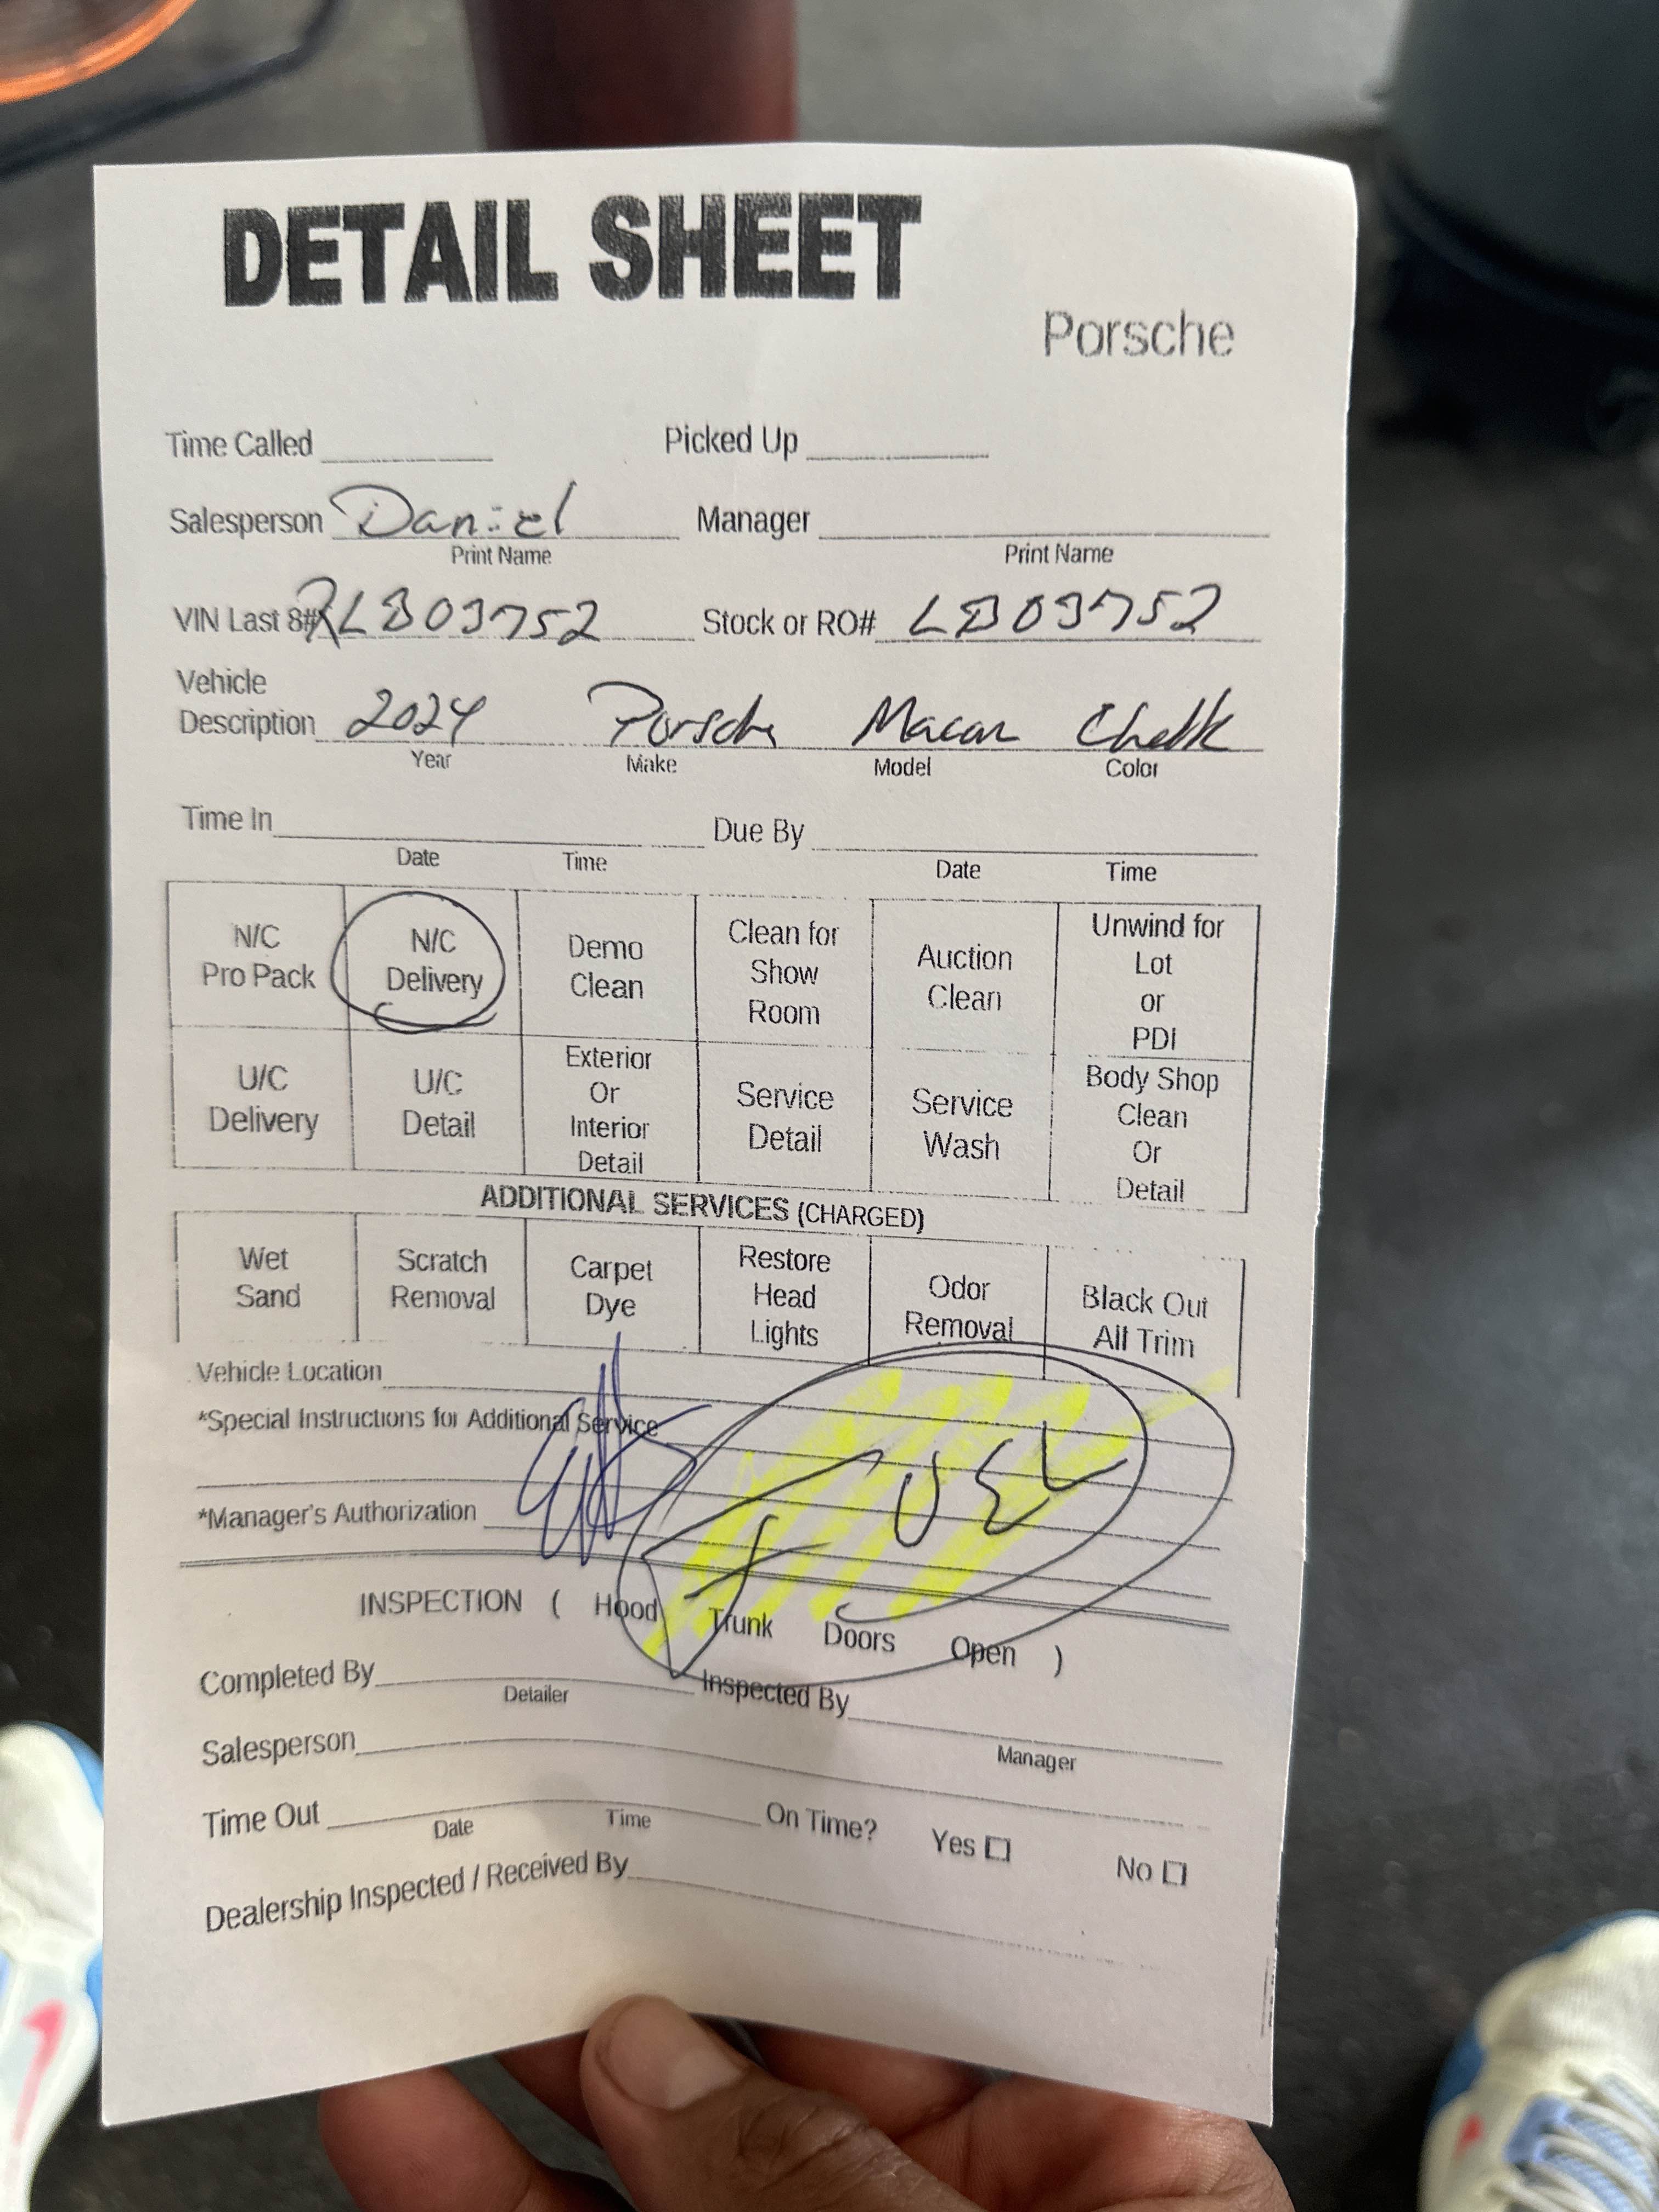 DETAIL SHEET
Porsche
Time Called Picked Up
Salesperson Daniel Manager
Print Name Print Name
VIN Last 8# RLB03752 Stock or RO# LB03752
Vehicle
Description 2024 Porsche Macan Chalk
Year Make Model Color
Time In Due By
Date Time Date Time
N/C Pro Pack N/C Delivery Demo Clean Clean for Show Room Auction Clean Unwind for Lot or PDI
U/C Delivery U/C Detail Exterior Or Interior Detail Service Detail Service Wash Body Shop Clean Or Detail
ADDITIONAL SERVICES (CHARGED)
Wet Sand Scratch Removal Carpet Dye Restore Head Lights Odor Removal Black Out All Trim
Vehicle Location
*Special Instructions for Additional Service
FUEL
*Manager's Authorization
INSPECTION ( Hood Trunk Doors Open )
Completed By Inspected By
Detailer Manager
Salesperson
Time Out On Time? Yes No
Date Time
Dealership Inspected / Received By